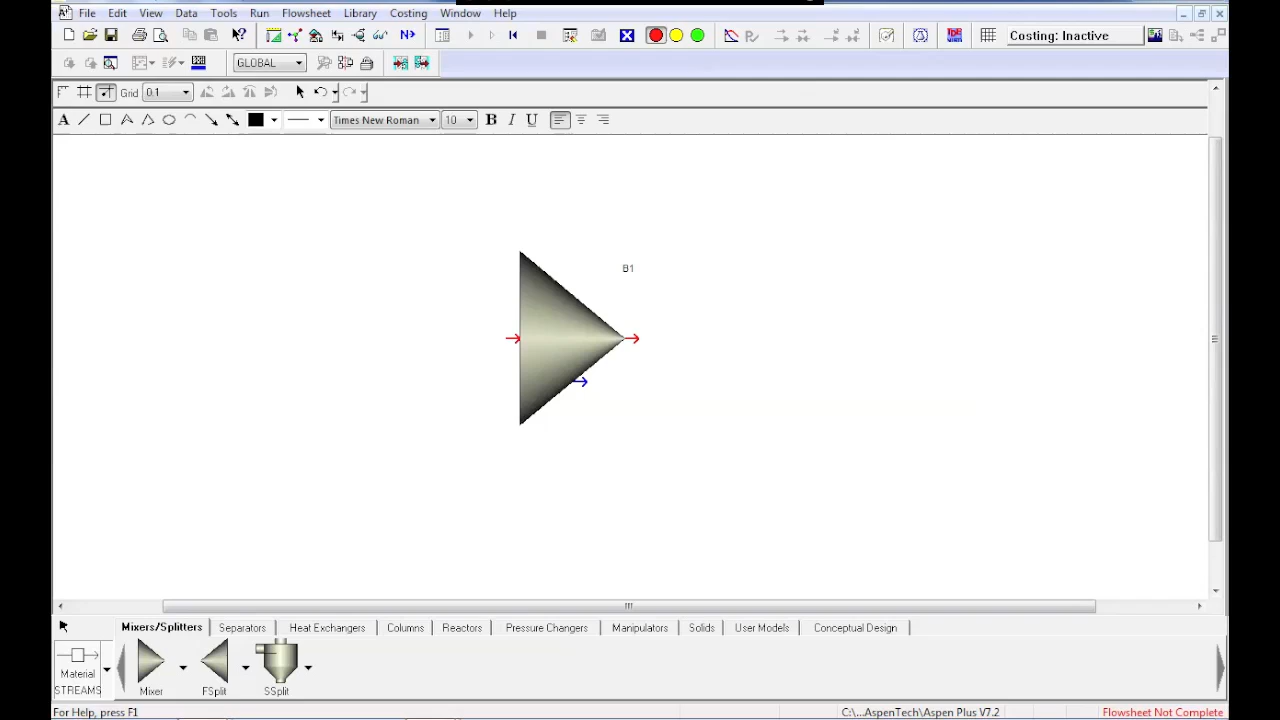 File Edit View Data Tools Run Flowsheet Library Costing Window Help
N> Costing: Inactive
GLOBAL
Grid 0.1
A Times New Roman 10 B I U
B1
Mixers/Splitters Separators Heat Exchangers Columns Reactors Pressure Changers Manipulators Solids User Models Conceptual Design
Material
STREAMS Mixer FSplit SSplit
For Help, press F1 C:\...AspenTech\Aspen Plus V7.2 Flowsheet Not Complete